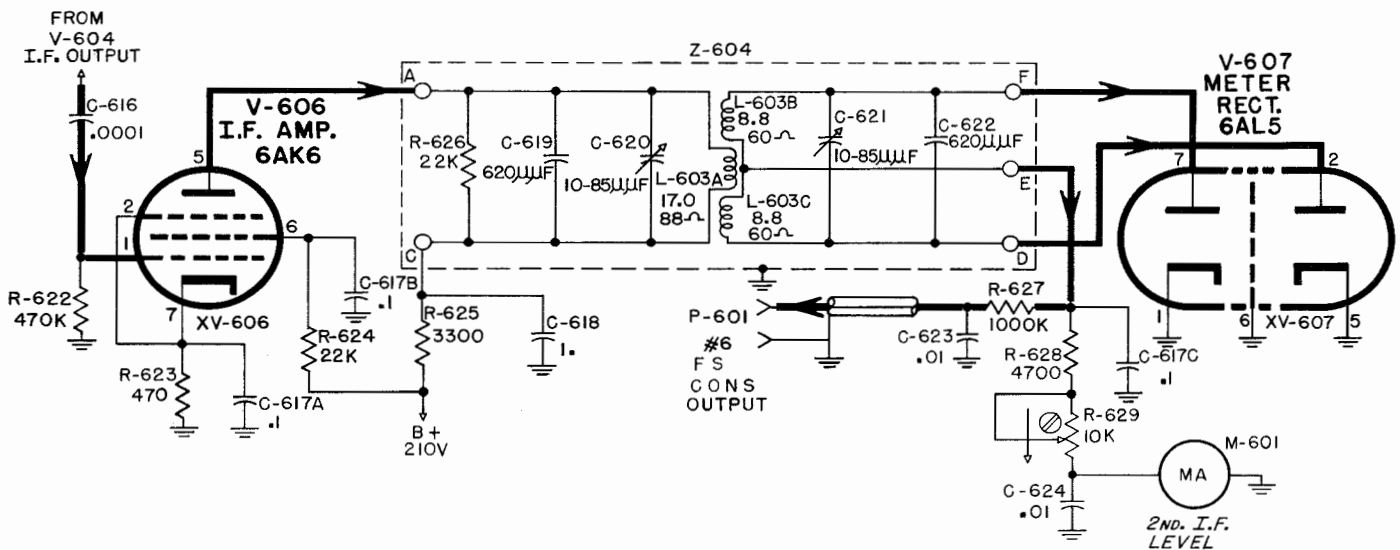 FROM
V-604
I.F. OUTPUT
C-616
.0001
V-606
I.F. AMP.
6AK6
5
2
1
6
7
XV-606
R-622
470K
R-623
470
C-617A
.1
C-617B
.1
R-624
22K
R-625
3300
C-618
1.
B+
210V
Z-604
A
C
R-626
22K
C-619
620µµF
C-620
10-85µµF
L-603A
17.0
88Ω
L-603B
8.8
60Ω
L-603C
8.8
60Ω
C-621
10-85µµF
C-622
620µµF
F
E
D
V-607
METER
RECT.
6AL5
7
2
1
6
5
XV-607
P-601
#6
FS
CONS
OUTPUT
C-623
.01
R-627
1000K
R-628
4700
C-617C
.1
R-629
10K
C-624
.01
MA
M-601
2ND. I.F.
LEVEL